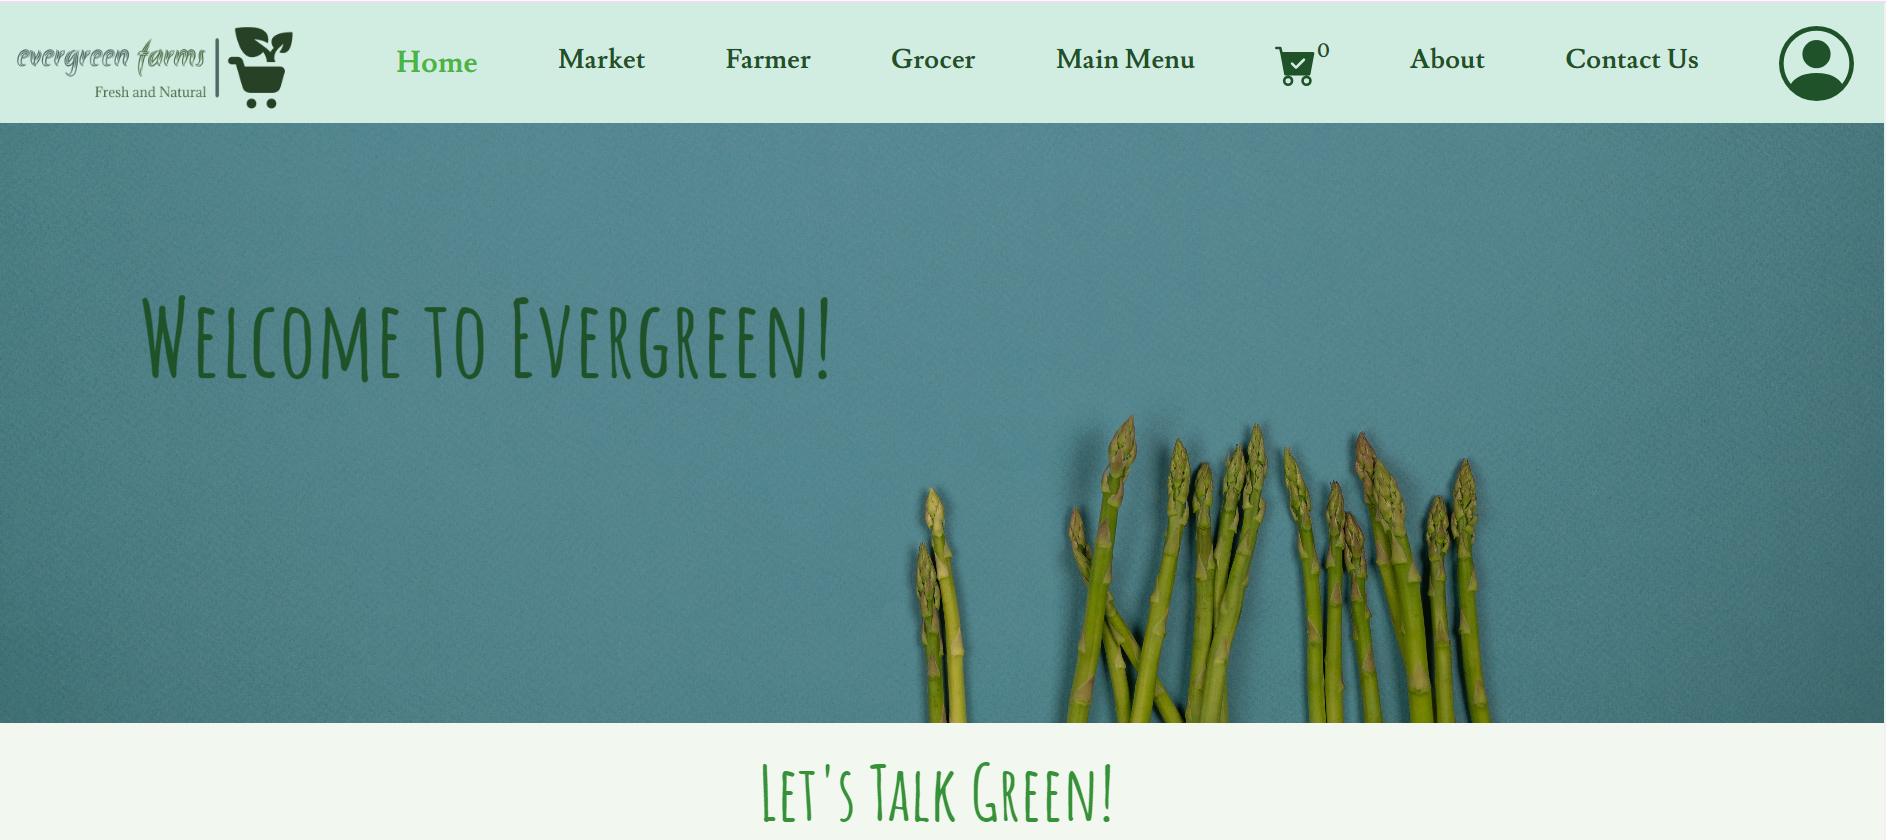 evergreen farms
Fresh and Natural
Home Market Farmer Grocer Main Menu 0 About Contact Us
Welcome to Evergreen!
Let's Talk Green!